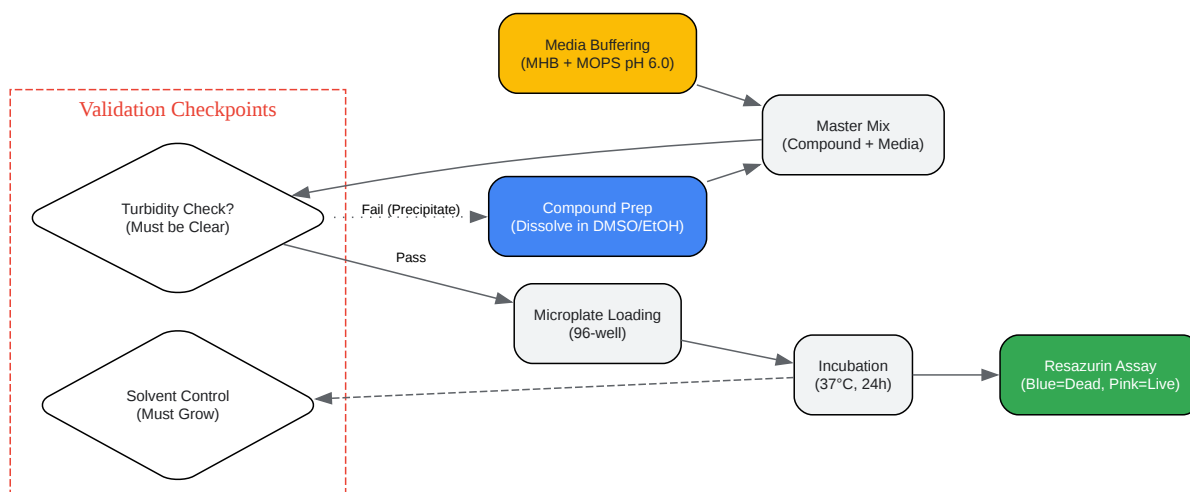 Media Buffering
(MHB + MOPS pH 6.0)
Validation Checkpoints
Master Mix
(Compound + Media)
Turbidity Check?
(Must be Clear)
Fail (Precipitate)
Compound Prep
(Dissolve in DMSO/EtOH)
Pass
Microplate Loading
(96-well)
Solvent Control
(Must Grow)
Incubation
(37°C, 24h)
Resazurin Assay
(Blue=Dead, Pink=Live)